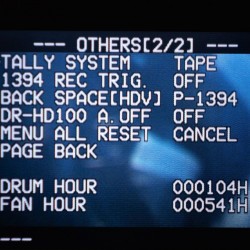 --- OTHERS[2/2] ---
TALLY SYSTEM TAPE
1394 REC TRIG. OFF
BACK SPACE[HDV] P-1394
DR-HD100 A.OFF OFF
MENU ALL RESET CANCEL
PAGE BACK
DRUM HOUR 000104H
FAN HOUR 000541H
---